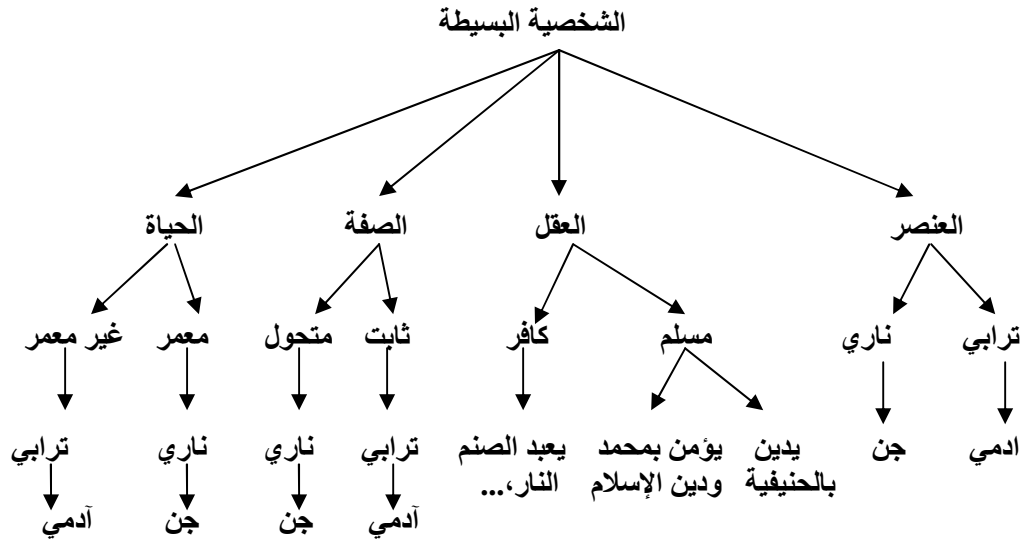 الشخصية البسيطة
العنصر العقل الصفة الحياة
ترابي ناري مسلم كافر ثابت متحول معمر غير معمر
ادمي جن يدين يؤمن بمحمد يعبد الصنم ترابي ناري ناري ترابي
بالحنيفية ودين الإسلام النار،...
آدمي جن جن آدمي